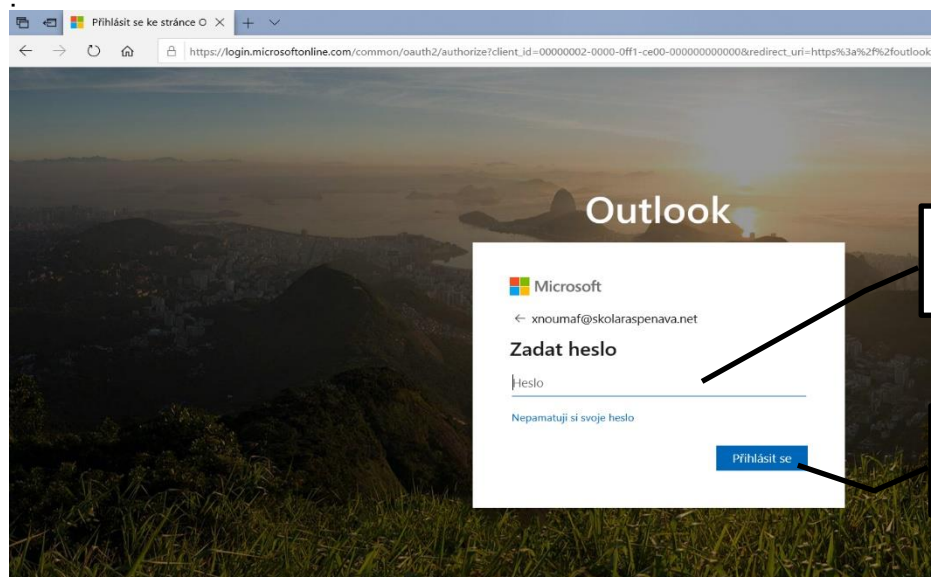 Přihlásit se ke stránce O
https://login.microsoftonline.com/common/oauth2/authorize?client_id=00000002-0000-0ff1-ce00-000000000000&redirect_uri=https%3a%2f%2foutlook
Outlook
Microsoft
← xnoumaf@skolaraspenava.net
Zadat heslo
Heslo
Nepamatuji si svoje heslo
Přihlásit se